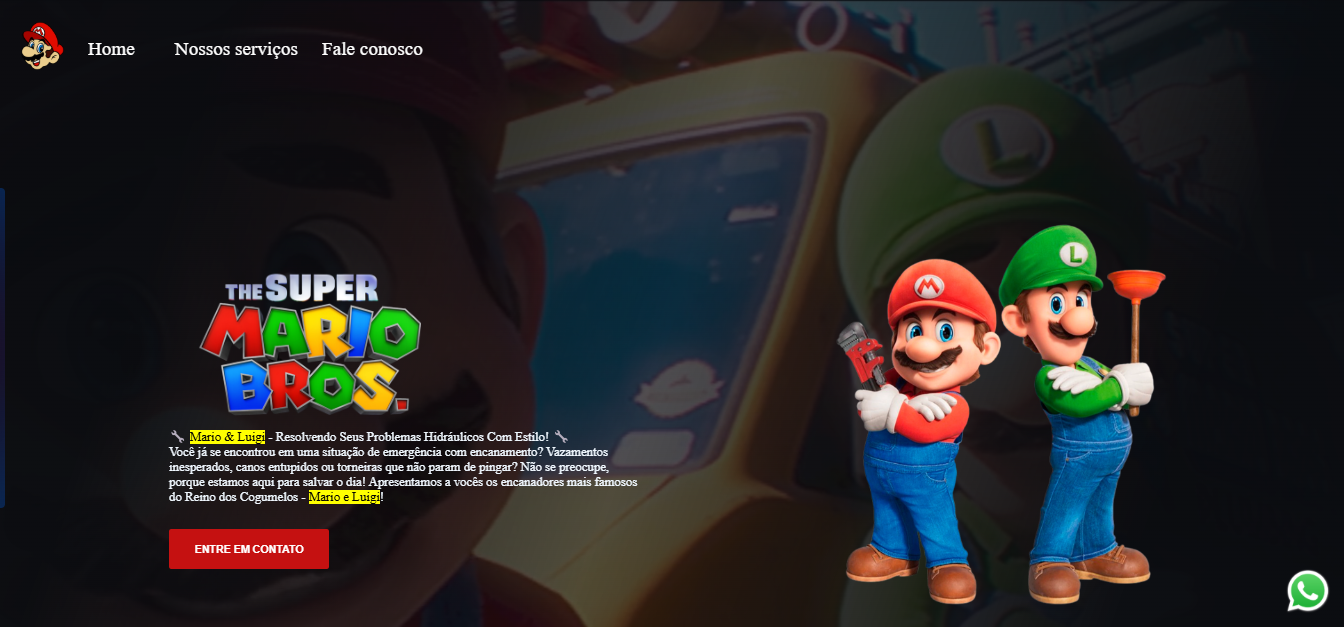 Home Nossos serviços Fale conosco
THE SUPER
MARIO
BROS.
Mario & Luigi - Resolvendo Seus Problemas Hidráulicos Com Estilo!
Você já se encontrou em uma situação de emergência com encanamento? Vazamentos
inesperados, canos entupidos ou torneiras que não param de pingar? Não se preocupe,
porque estamos aqui para salvar o dia! Apresentamos a vocês os encanadores mais famosos
do Reino dos Cogumelos - Mario e Luigi!
ENTRE EM CONTATO
M
L
L